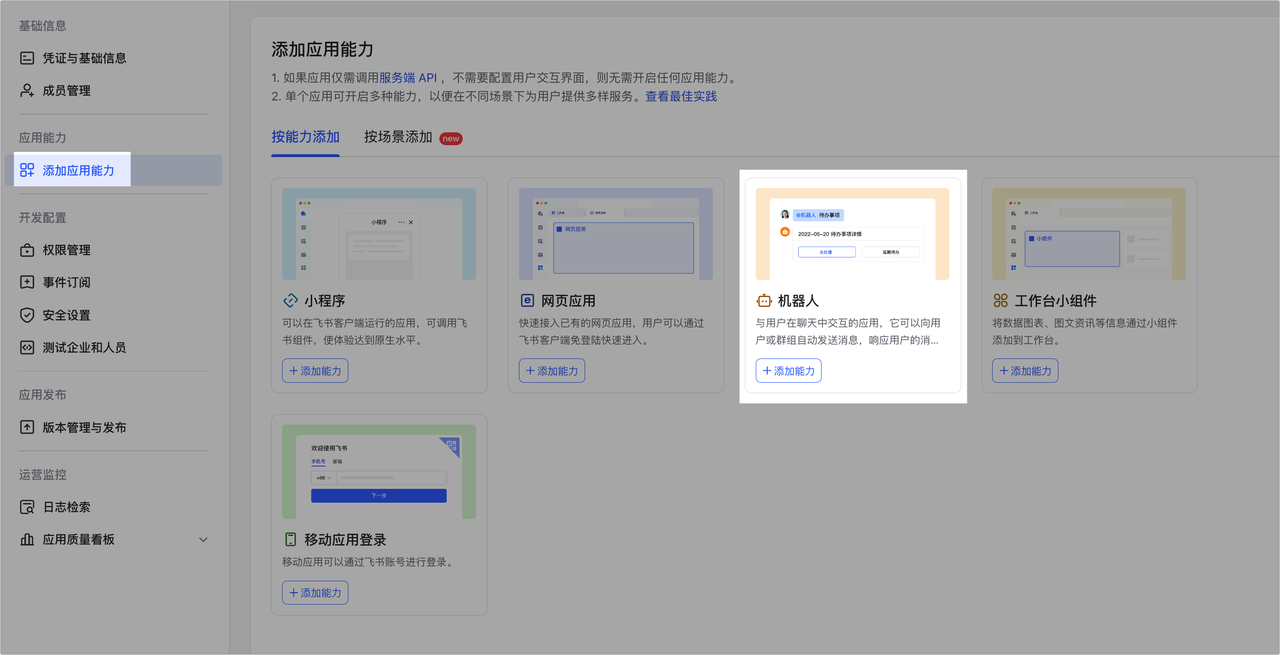 基础信息
凭证与基础信息
成员管理
应用能力
添加应用能力
开发配置
权限管理
事件订阅
安全设置
测试企业和人员
应用发布
版本管理与发布
运营监控
日志检索
应用质量看板
添加应用能力
1. 如果应用仅需调用服务端 API ，不需要配置用户交互界面，则无需开启任何应用能力。
2. 单个应用可开启多种能力，以便在不同场景下为用户提供多样服务。查看最佳实践
按能力添加 按场景添加 new
小程序
小程序
可以在飞书客户端运行的应用，可调用飞
书组件，使体验达到原生水平。
+ 添加能力
网页应用
网页应用
快速接入已有的网页应用，用户可以通过
飞书客户端免登陆快速进入。
+ 添加能力
@机器人 待办事项
2022-05-20 待办事项详情
去处理 延期待办
机器人
与用户在聊天中交互的应用，它可以向用
户或群组自动发送消息，响应用户的消...
+ 添加能力
小组件
工作台小组件
将数据图表、图文资讯等信息通过小组件
添加到工作台。
+ 添加能力
欢迎使用飞书
手机号 邮箱
+86
下一步
移动应用登录
移动应用可以通过飞书账号进行登录。
+ 添加能力